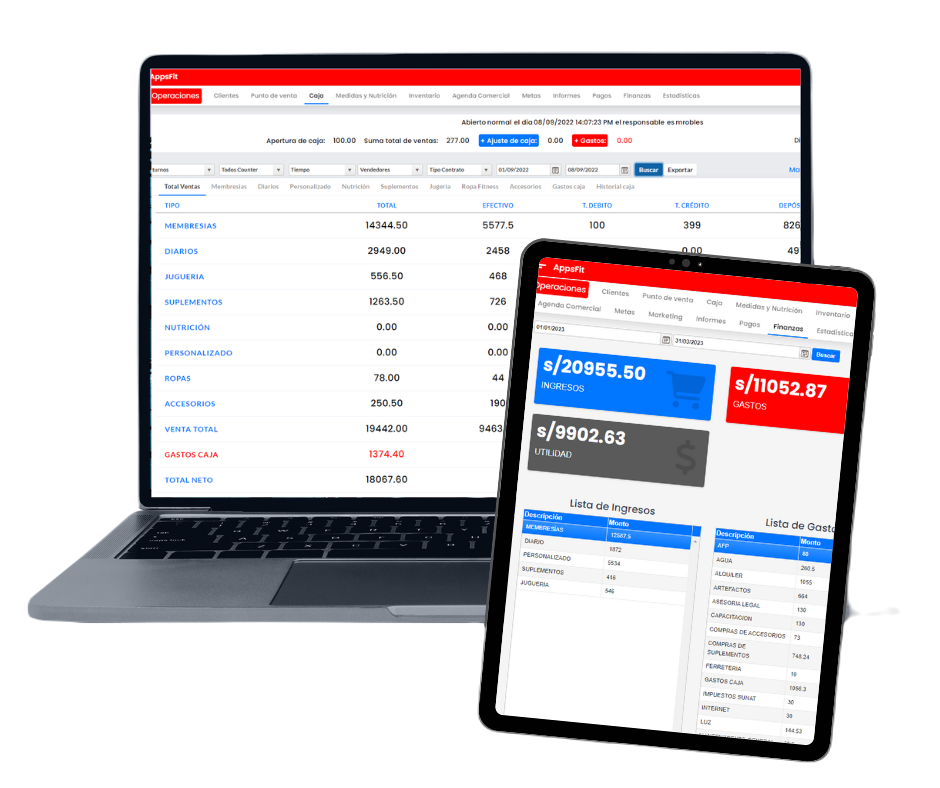 AppsFit
Operaciones Clientes Punto de venta Caja Medidas y Nutrición Inventario Agenda Comercial Metas Informes Pagos Finanzas Estadísticas
Abierto normal el dia 08/09/2022 14:07:23 PM el responsable es mrobles
Apertura de caja: 100.00 Suma total de ventas: 277.00 + Ajuste de caja: 0.00 + Gastos: 0.00
Todos Counter Tiempo Vendedores Tipo Contrato 01/09/2022 08/09/2022 Buscar Exportar
Total Ventas Membresias Diarios Personalizado Nutrición Suplementos Jugeria Ropa Fitness Accesorios Gastos caja Historial caja
TIPO TOTAL EFECTIVO T. DEBITO T. CRÉDITO DEPÓS
MEMBRESIAS 14344.50 5577.5 100 399 826
DIARIOS 2949.00 2458 0.00 49
JUGUERIA 556.50 468
SUPLEMENTOS 1263.50 726
NUTRICIÓN 0.00 0.00
PERSONALIZADO 0.00 0.00
ROPAS 78.00 44
ACCESORIOS 250.50 190
VENTA TOTAL 19442.00 9463
GASTOS CAJA 1374.40
TOTAL NETO 18067.60
AppsFit
Operaciones Clientes Punto de venta Caja Medidas y Nutrición Inventario
Agenda Comercial Metas Marketing Informes Pagos Finanzas Estadística
01/01/2023 31/03/2023 Buscar
s/20955.50
INGRESOS
s/11052.87
GASTOS
s/9902.63
UTILIDAD
$
Lista de Ingresos
Descripción Monto
MEMBRESIAS 12587.5
DIARIO 1872
PERSONALIZADO 5534
SUPLEMENTOS 416
JUGUERIA 546
Lista de Gasto
Descripción Monto
AFP 60
AGUA 260.5
ALQUILER 1055
ARTEFACTOS 664
ASESORIA LEGAL 130
CAPACITACION 130
COMPRAS DE ACCESORIOS 73
COMPRAS DE
SUPLEMENTOS 748.24
FERRETERIA 10
GASTOS CAJA
IMPUESTOS SUNAT 30
INTERNET 30
LUZ 144.53